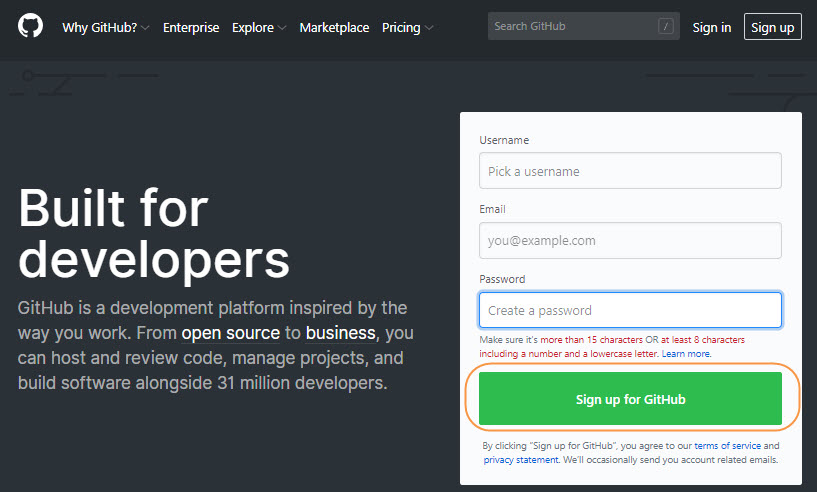 Why GitHub? Enterprise Explore Marketplace Pricing Search GitHub / Sign in Sign up
Built for
developers
GitHub is a development platform inspired by the
way you work. From open source to business, you
can host and review code, manage projects, and
build software alongside 31 million developers.
Username
Pick a username
Email
you@example.com
Password
Create a password
Make sure it's more than 15 characters OR at least 8 characters
including a number and a lowercase letter. Learn more.
Sign up for GitHub
By clicking "Sign up for GitHub", you agree to our terms of service and
privacy statement. We'll occasionally send you account related emails.